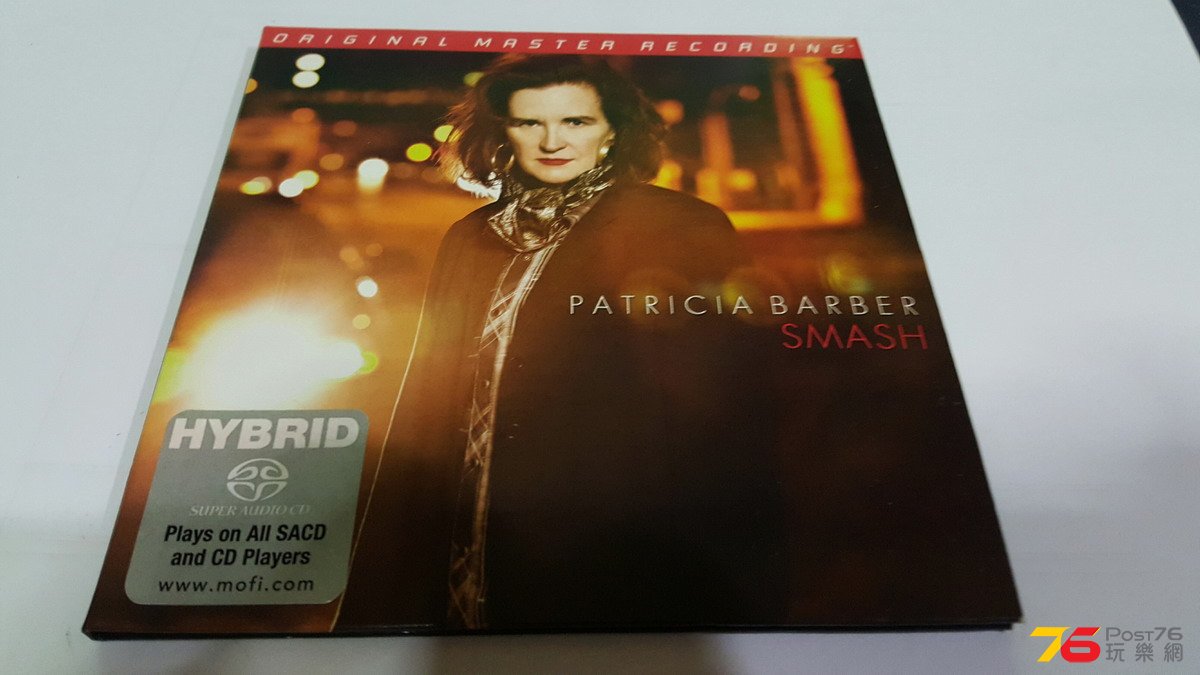 ORIGINAL MASTER RECORDING™
PATRICIA BARBER
SMASH
HYBRID
SUPER AUDIO CD
Plays on All SACD
and CD Players
www.mofi.com
76 POST76
玩樂網